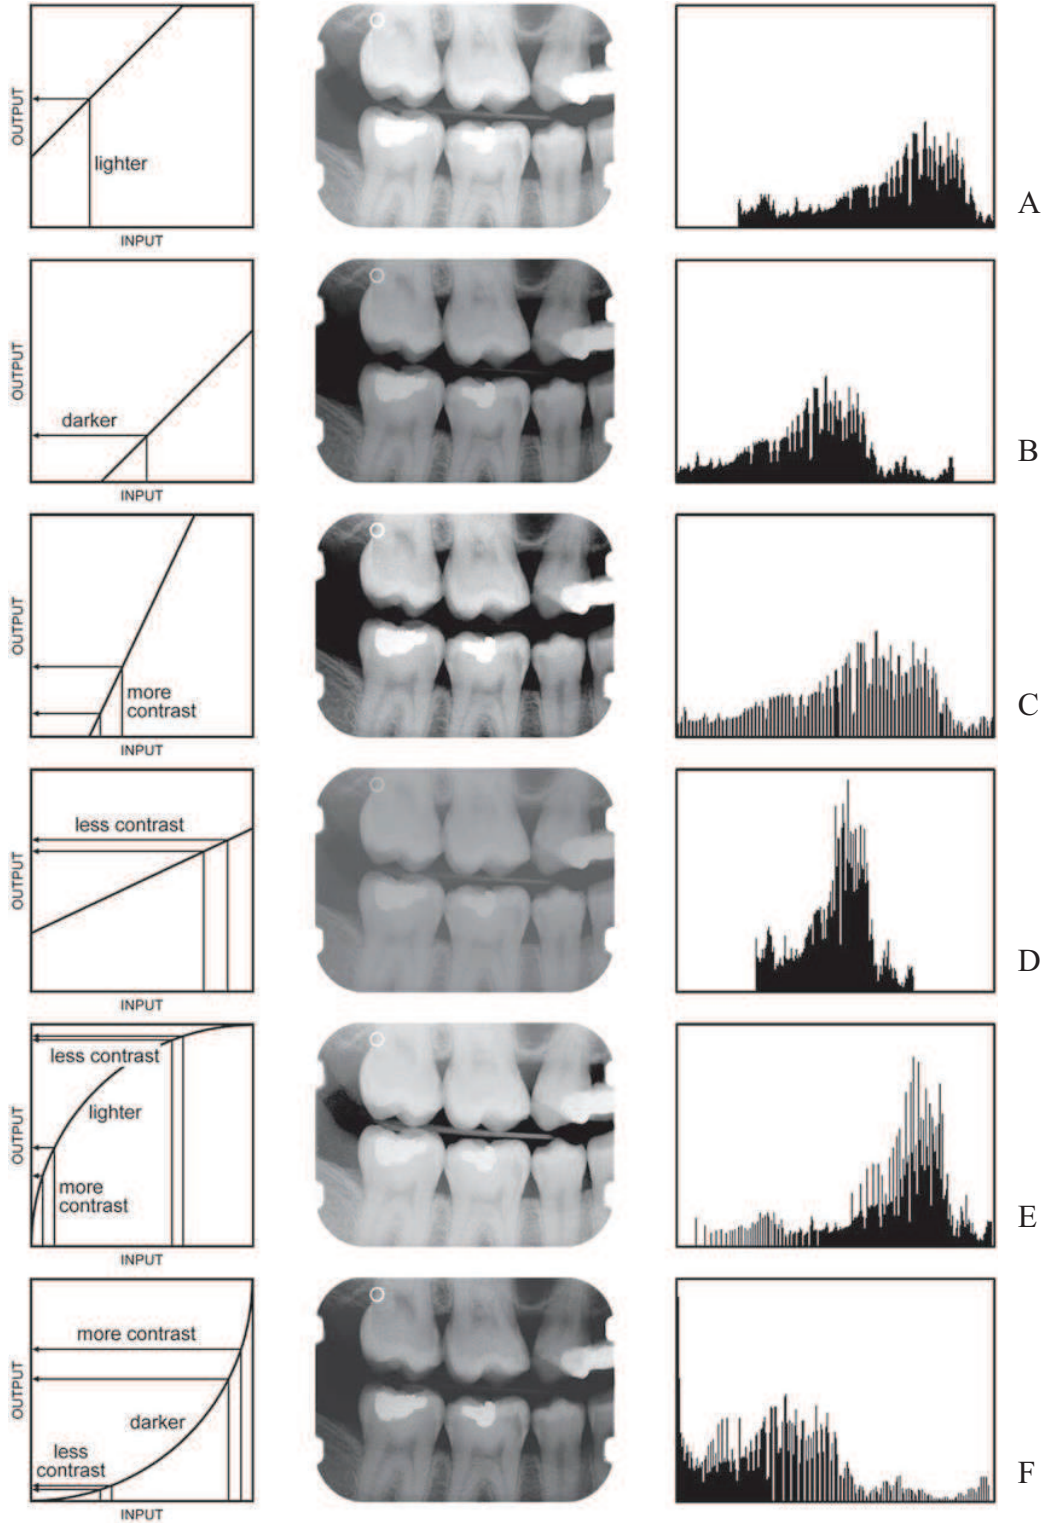 OUTPUT
lighter
INPUT
A
OUTPUT
darker
INPUT
B
OUTPUT
more
contrast
INPUT
C
less contrast
OUTPUT
INPUT
D
less contrast
lighter
OUTPUT
more
contrast
INPUT
E
more contrast
OUTPUT
darker
less
contrast
INPUT
F